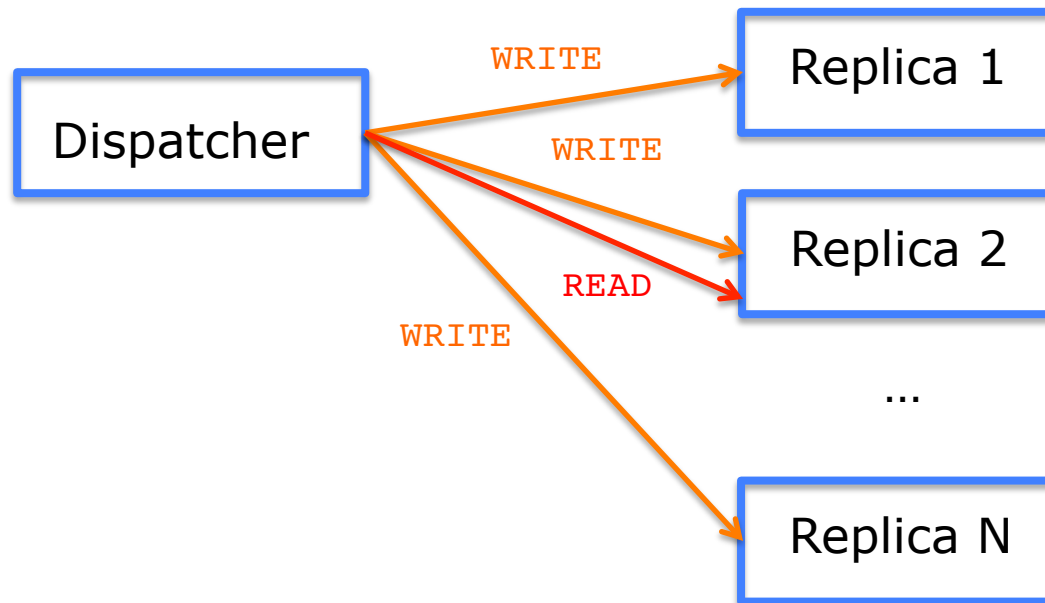 WRITE
Replica 1
Dispatcher
WRITE
Replica 2
READ
WRITE
...
Replica N